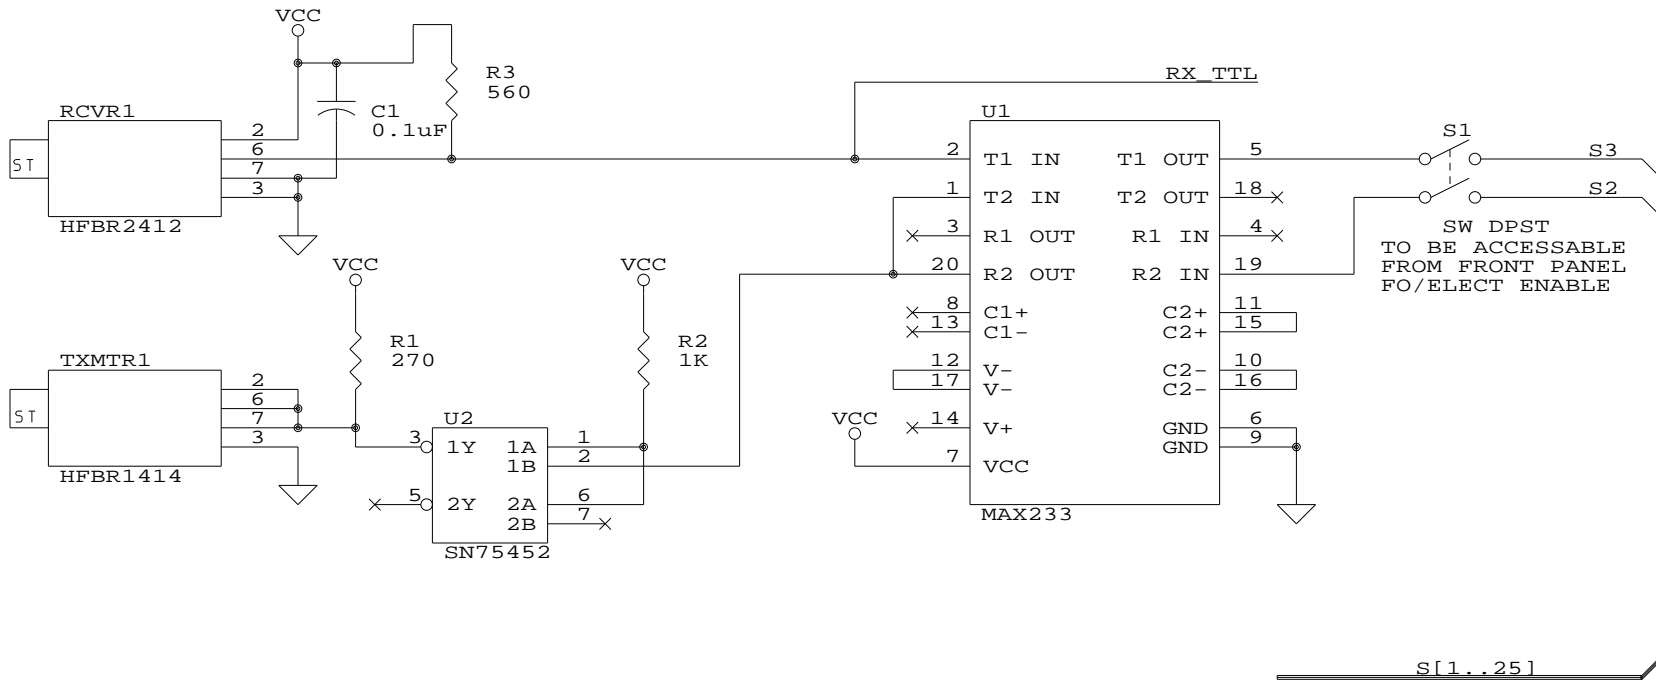 VCC
R3
560
RX_TTL
RCVR1
C1
0.1uF
U1
S1
ST
2
6
7
3
HFBR2412
2 T1 IN T1 OUT 5
1 T2 IN T2 OUT 18
3 R1 OUT R1 IN 4
20 R2 OUT R2 IN 19
8 C1+ C2+ 11
13 C1- C2+ 15
12 V- C2- 10
17 V- C2- 16
14 V+ GND 6
GND 9
7 VCC
MAX233
VCC
S3
S2
SW DPST
TO BE ACCESSABLE
FROM FRONT PANEL
FO/ELECT ENABLE
VCC
VCC
R1
270
R2
1K
TXMTR1
ST
2
6
7
3
HFBR1414
U2
3 1Y 1A 1
1B 2
5 2Y 2A 6
2B 7
SN75452
S[1..25]